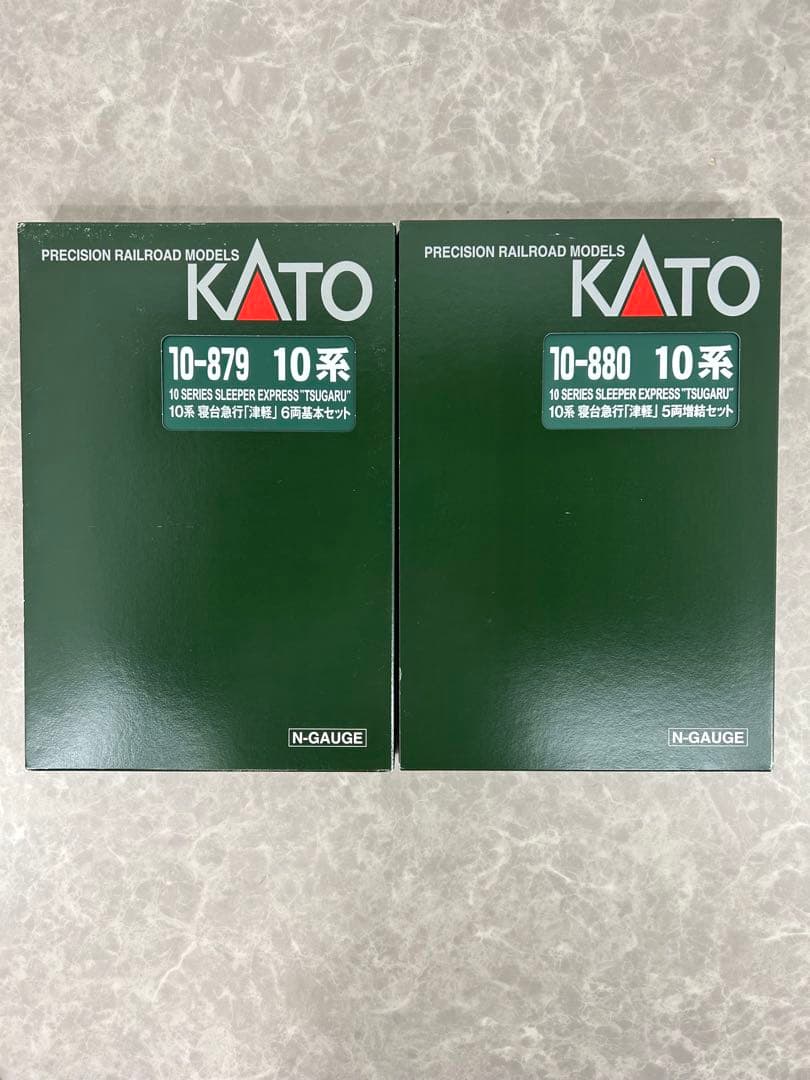 PRECISION RAILROAD MODELS
KATO
10-879 10系
10 SERIES SLEEPER EXPRESS "TSUGARU"
10系 寝台急行「津軽」 6両基本セット
N-GAUGE
PRECISION RAILROAD MODELS
KATO
10-880 10系
10 SERIES SLEEPER EXPRESS "TSUGARU"
10系 寝台急行「津軽」 5両増結セット
N-GAUGE